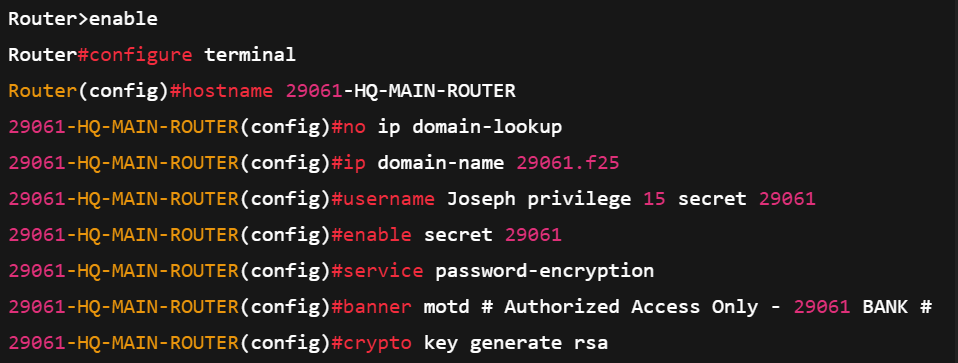 Router>enable
Router#configure terminal
Router(config)#hostname 29061-HQ-MAIN-ROUTER
29061-HQ-MAIN-ROUTER(config)#no ip domain-lookup
29061-HQ-MAIN-ROUTER(config)#ip domain-name 29061.f25
29061-HQ-MAIN-ROUTER(config)#username Joseph privilege 15 secret 29061
29061-HQ-MAIN-ROUTER(config)#enable secret 29061
29061-HQ-MAIN-ROUTER(config)#service password-encryption
29061-HQ-MAIN-ROUTER(config)#banner motd # Authorized Access Only - 29061 BANK #
29061-HQ-MAIN-ROUTER(config)#crypto key generate rsa